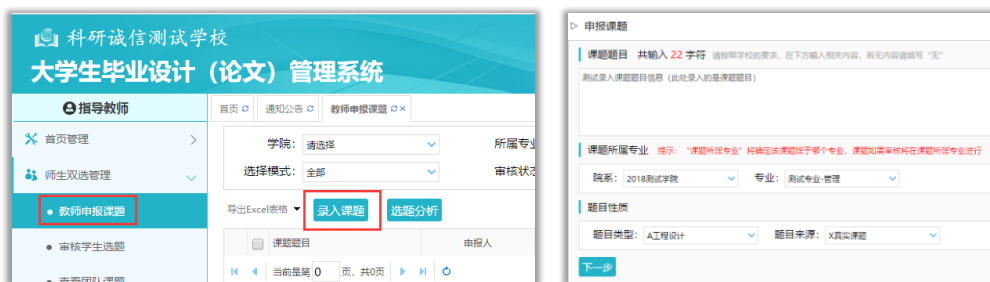 科研诚信测试学校
大学生毕业设计（论文）管理系统
指导教师
首页管理
师生双选管理
教师申报课题
审核学生选题
首页 通知公告 教师申报课题 ×
学院: 请选择 所属专业
选择模式: 全部 审核状态
导出Excel表格 录入课题 选题分析
课题题目 申报人
当前是第 0 页，共0页
申报课题
课题题目 共输入 22 字符 请按照学校的要求，在下方输入相关内容，若无内容请填写 "无"
测试录入课题题目信息（此处录入的是课题题目）
课题所属专业 提示: "课题所属专业" 将确定该课题属于哪个专业，课题如需审核将在课题所属专业进行
院系: 2018测试学院 专业: 测试专业-管理
题目性质
题目类型: A工程设计 题目来源: X真实课题
下一步